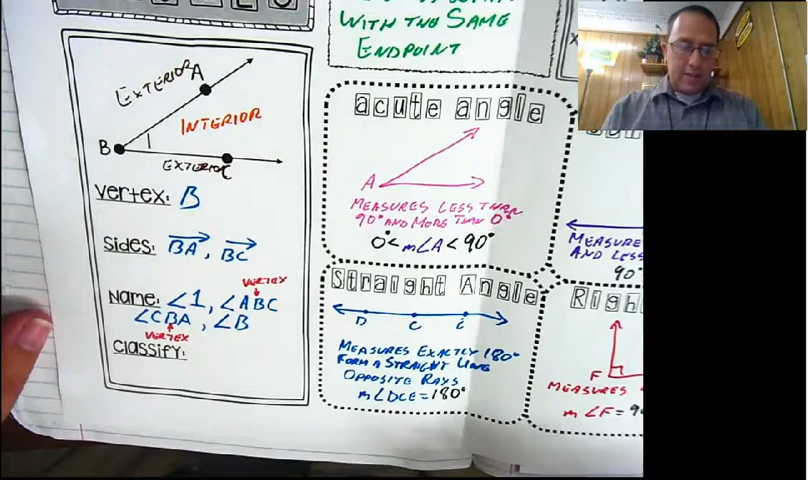 WITH THE SAME
ENDPOINT
EXTERIOR
A
INTERIOR
B
EXTERIOR
C
vertex: B
sides: BA, BC
VERTEX
Name: ∠1, ∠ABC
∠CBA, ∠B
VERTEX
classify:
acute angle
A
MEASURES LESS THAN
90° AND MORE THAN 0°
0° < m∠A < 90°
Straight Angle
D C E
MEASURES EXACTLY 180°
FORM A STRAIGHT LINE
OPPOSITE RAYS
m∠DCE = 180°
MEASURE
AND LESS
90°
Righ
F
MEASURES
m ∠F = 9